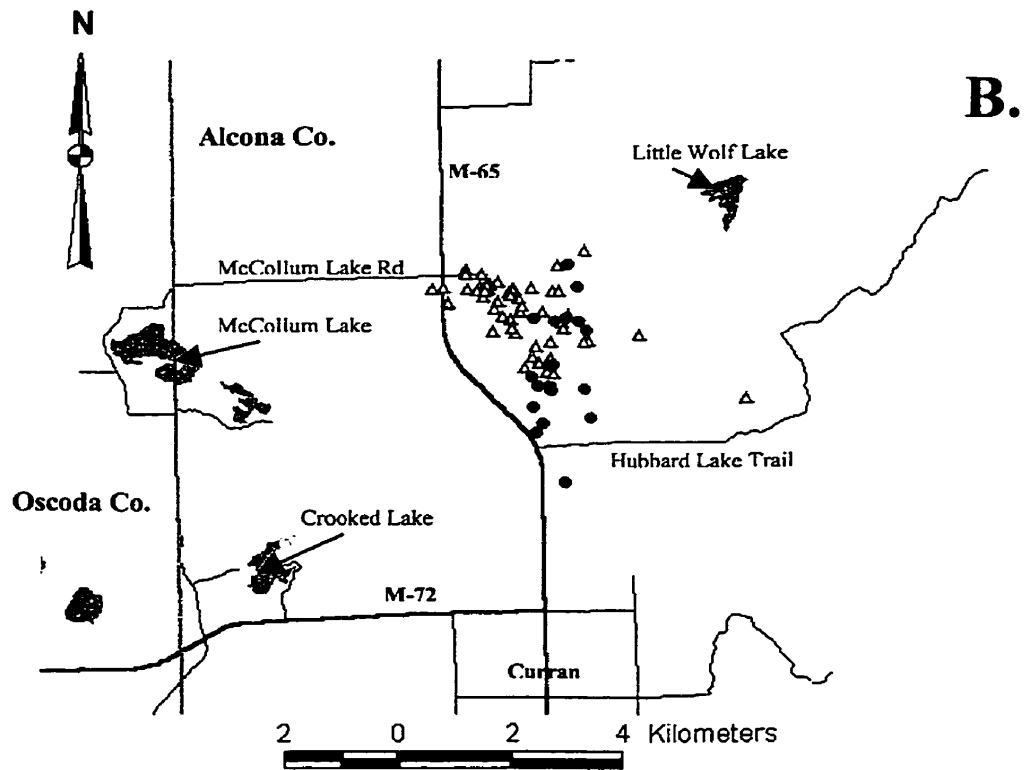 N
B.
Alcona Co.
Little Wolf Lake
M-65
McCollum Lake Rd
McCollum Lake
Hubbard Lake Trail
Oscoda Co.
Crooked Lake
M-72
Curran
2 0 2 4 Kilometers